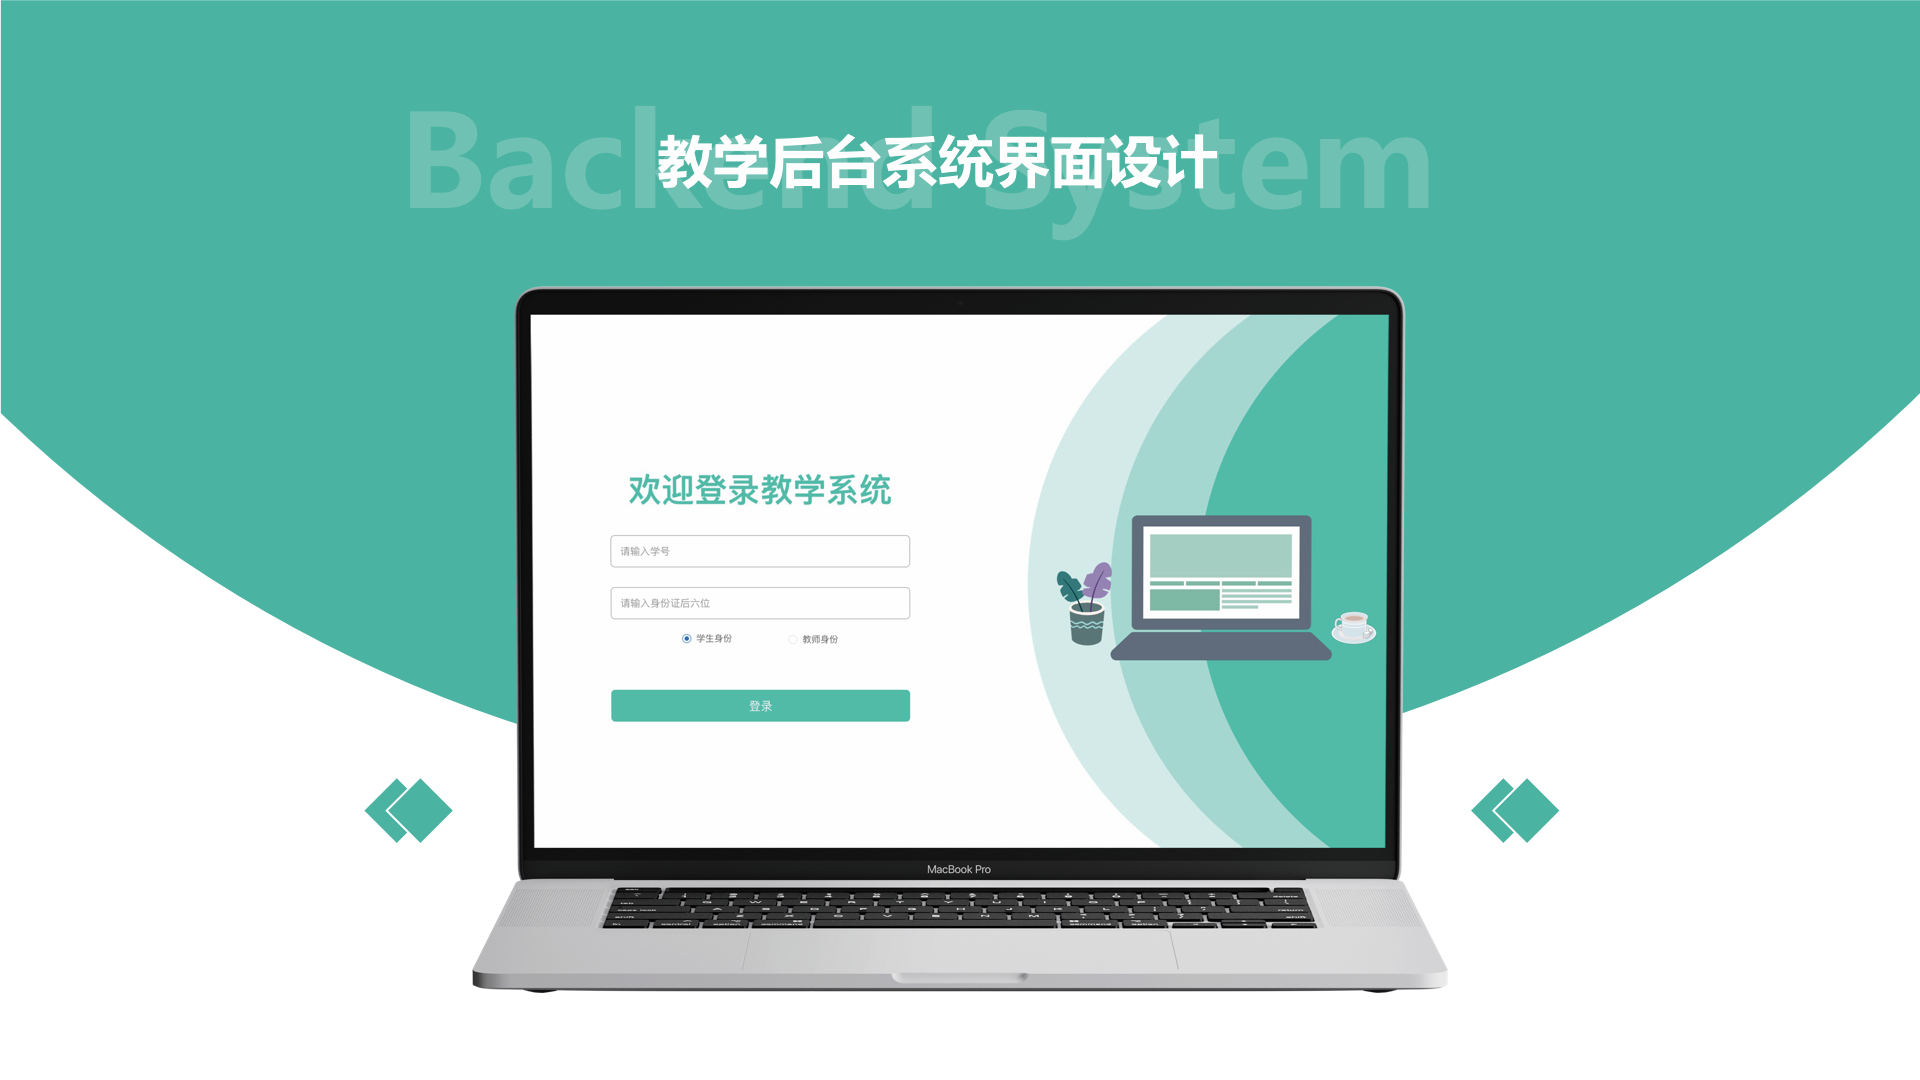 Backend System
教学后台系统界面设计
欢迎登录教学系统
请输入学号
请输入身份证后六位
学生身份 教师身份
登录
MacBook Pro